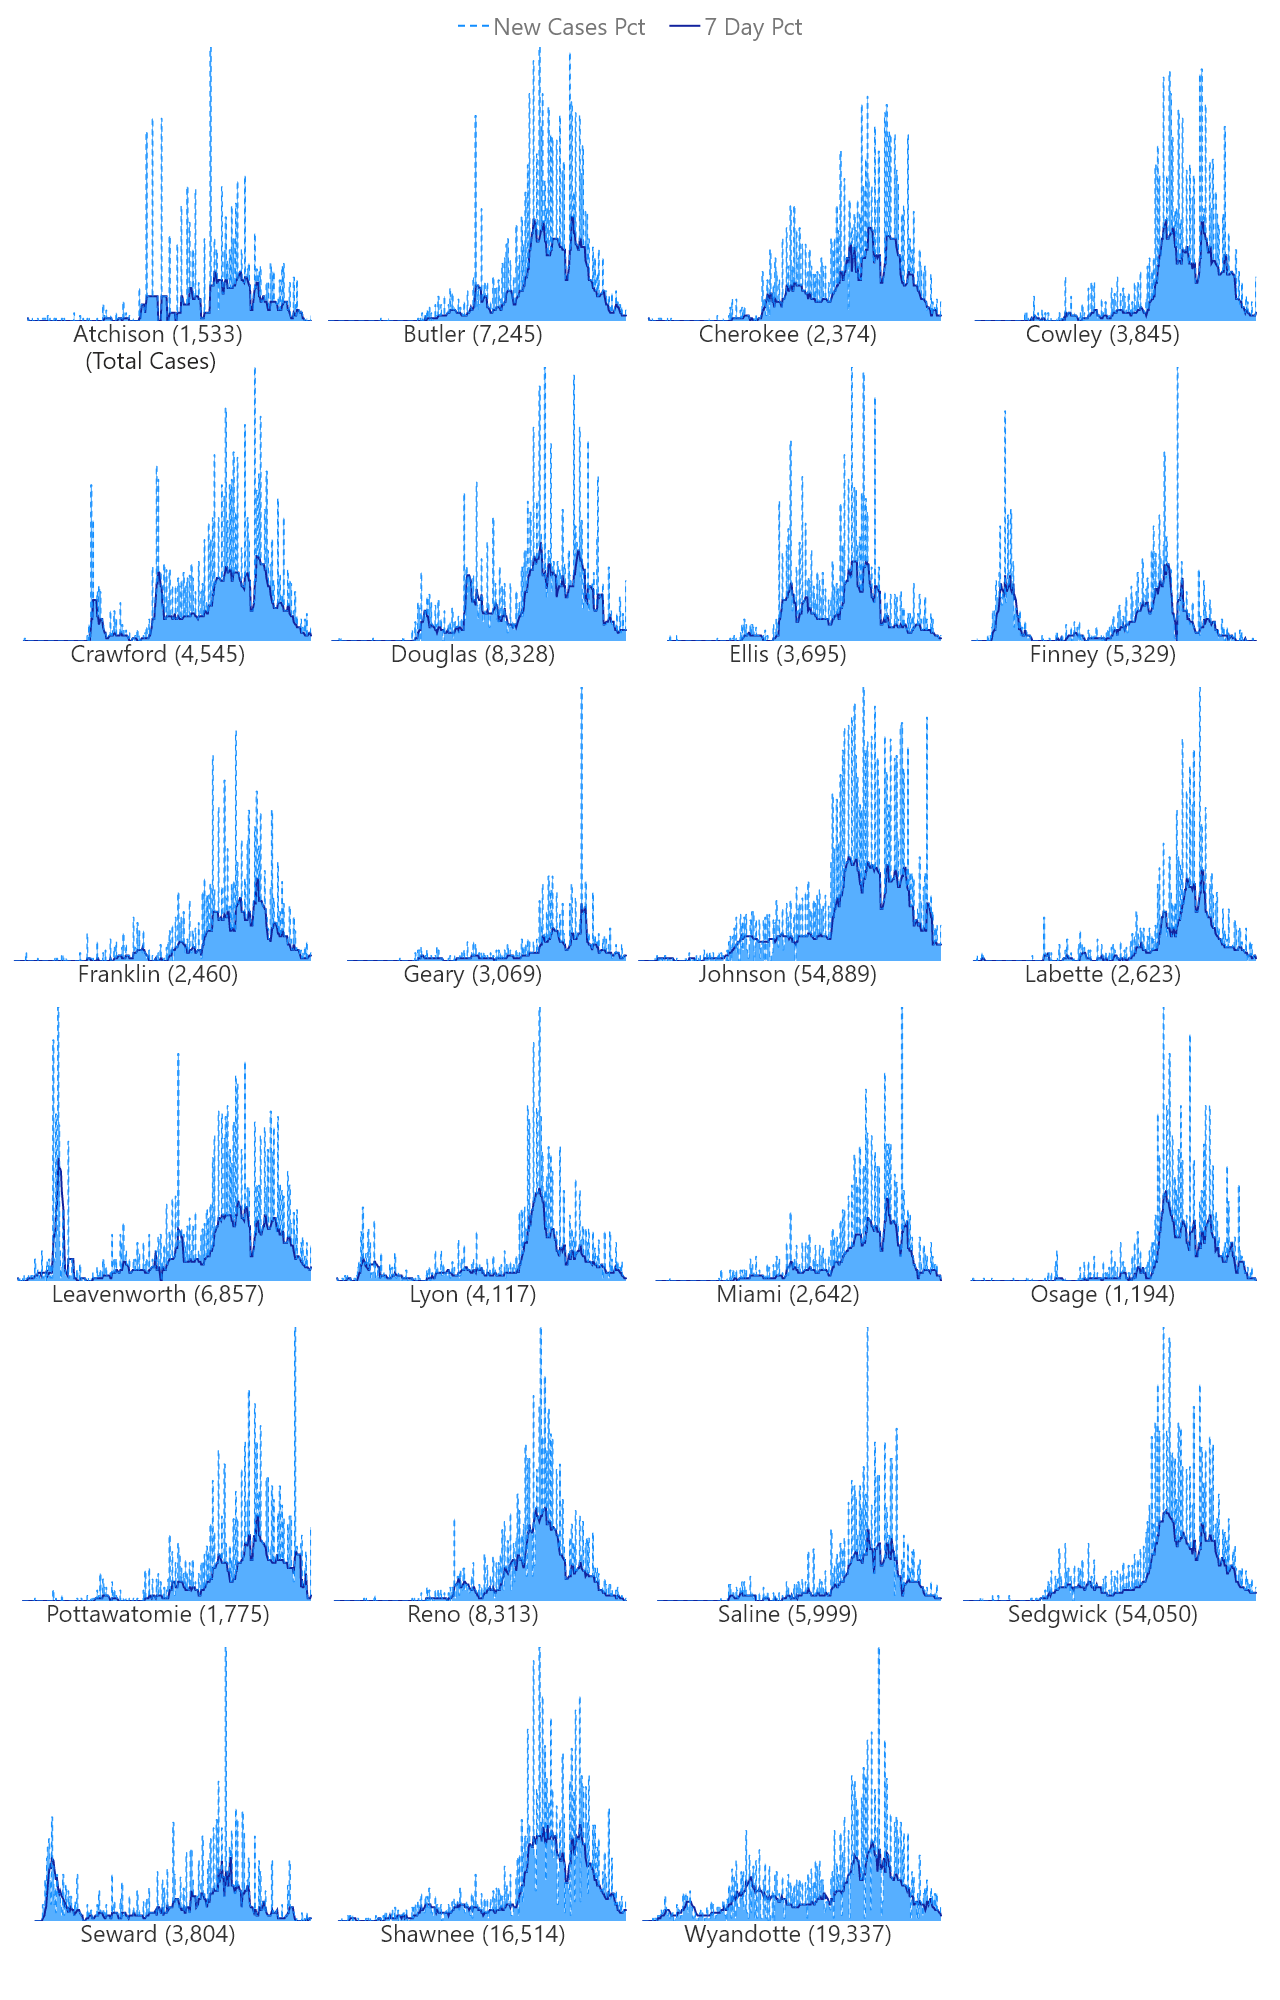 New Cases Pct 7 Day Pct
Atchison (1,533) Butler (7,245) Cherokee (2,374) Cowley (3,845)
(Total Cases)
Crawford (4,545) Douglas (8,328) Ellis (3,695) Finney (5,329)
Franklin (2,460) Geary (3,069) Johnson (54,889) Labette (2,623)
Leavenworth (6,857) Lyon (4,117) Miami (2,642) Osage (1,194)
Pottawatomie (1,775) Reno (8,313) Saline (5,999) Sedgwick (54,050)
Seward (3,804) Shawnee (16,514) Wyandotte (19,337)